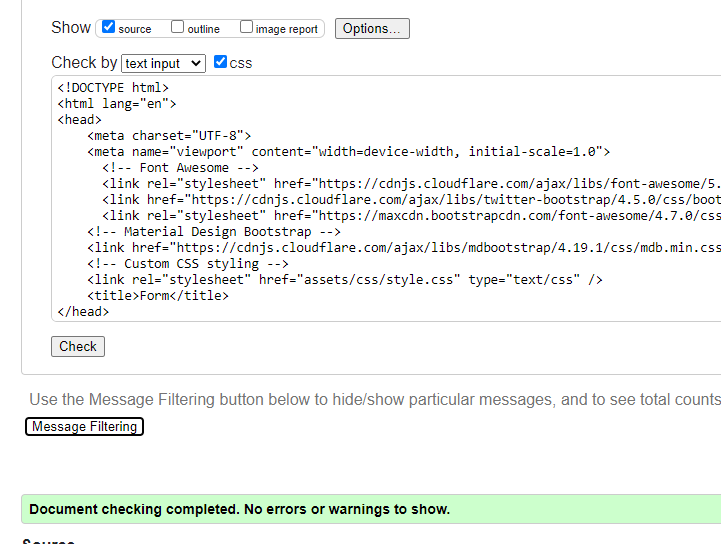 Show source outline image report Options...
Check by text input css
<!DOCTYPE html>
<html lang="en">
<head>
<meta charset="UTF-8">
<meta name="viewport" content="width=device-width, initial-scale=1.0">
<!-- Font Awesome -->
<link rel="stylesheet" href="https://cdnjs.cloudflare.com/ajax/libs/font-awesome/5.
<link href="https://cdnjs.cloudflare.com/ajax/libs/twitter-bootstrap/4.5.0/css/boot
<link rel="stylesheet" href="https://maxcdn.bootstrapcdn.com/font-awesome/4.7.0/css
<!-- Material Design Bootstrap -->
<link href="https://cdnjs.cloudflare.com/ajax/libs/mdbootstrap/4.19.1/css/mdb.min.css
<!-- Custom CSS styling -->
<link rel="stylesheet" href="assets/css/style.css" type="text/css" />
<title>Form</title>
</head>
Check
Use the Message Filtering button below to hide/show particular messages, and to see total counts
Message Filtering
Document checking completed. No errors or warnings to show.
Source